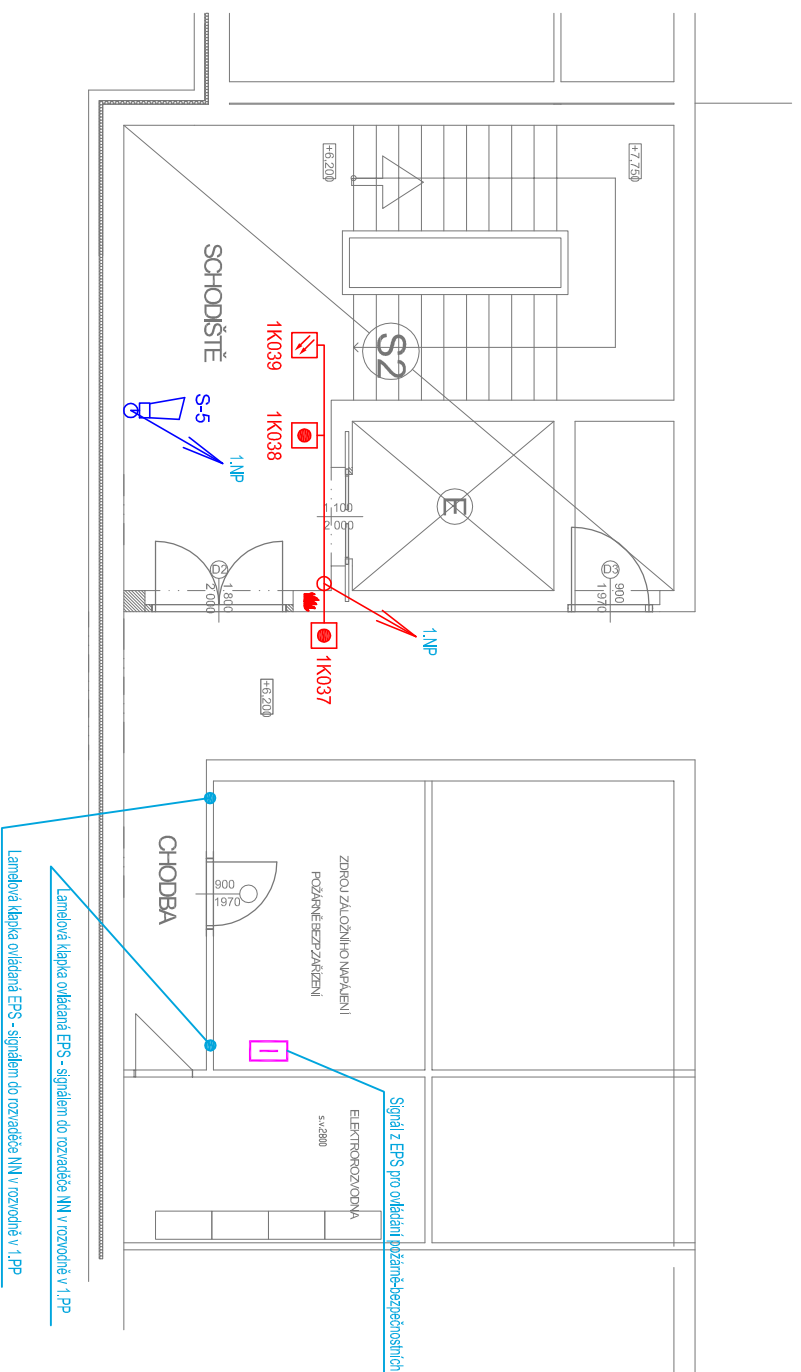 +7,750
+6,200
SCHODIŠTĚ
S2
1K039
1K038
S-5
1.NP
E
1 100
2 000
D2
1 800
2 000
D3
900
1 970
1.NP
1K037
+6,200
CHODBA
900
1970
ZDROJ ZÁLOŽNÍHO NAPÁJENÍ
POŽÁRNĚ BEZP.ZAŘÍZENÍ
ELEKTROROZVODNA
s.v.2800
Signál z EPS pro ovládání požárně-bezpečnostních
Lamelová klapka ovládaná EPS - signálem do rozvaděče NN v rozvodně v 1.PP
Lamelová klapka ovládaná EPS - signálem do rozvaděče NN v rozvodně v 1.PP